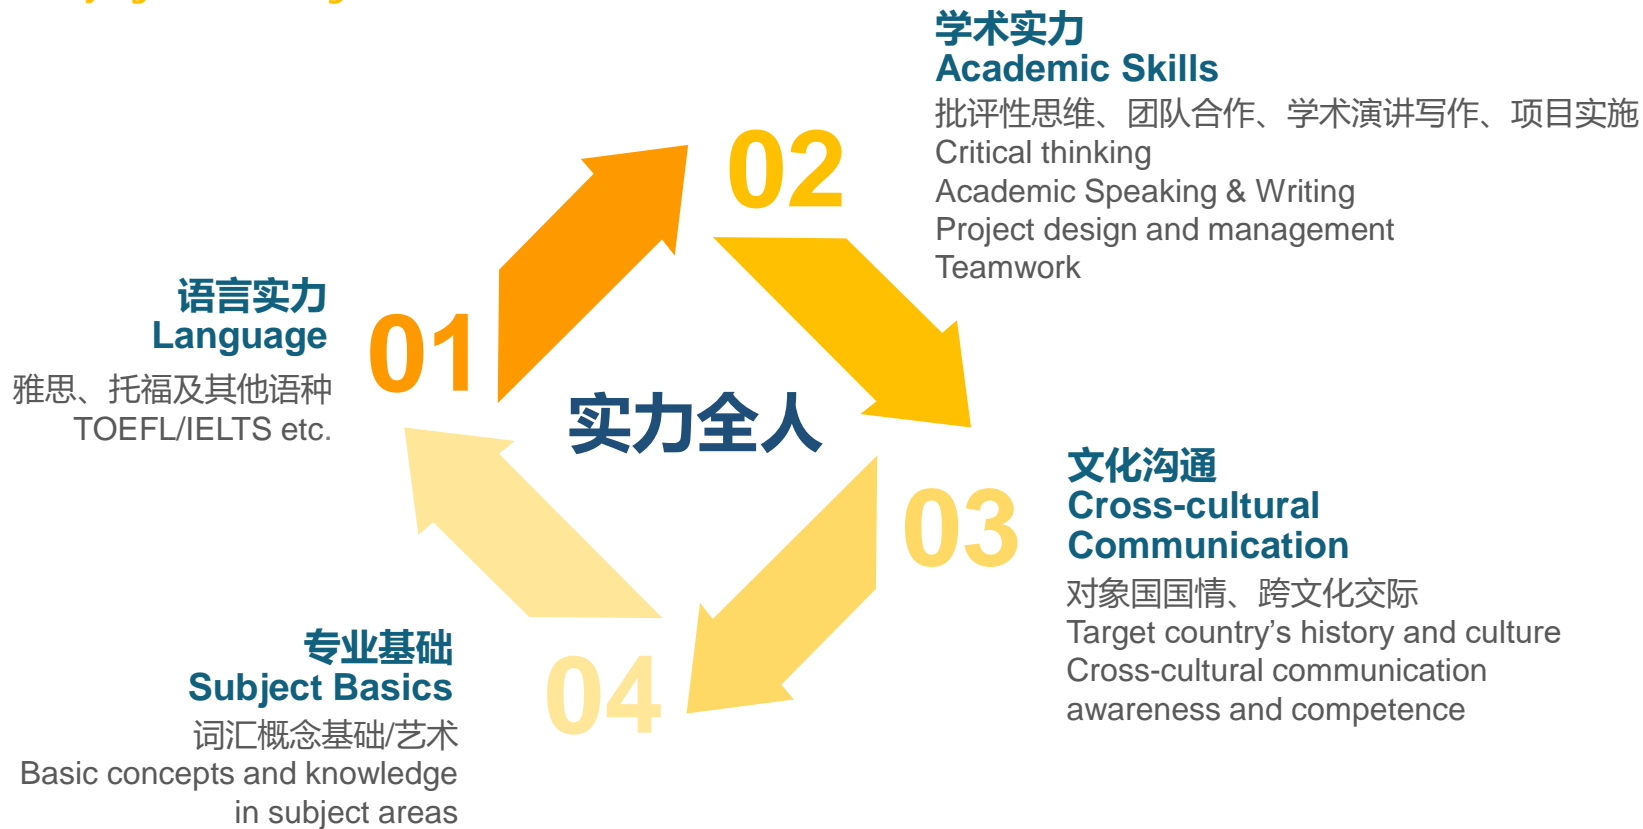 学术实力
Academic Skills
批评性思维、团队合作、学术演讲写作、项目实施
Critical thinking
Academic Speaking & Writing
Project design and management
Teamwork
02
语言实力
Language
01
雅思、托福及其他语种
TOEFL/IELTS etc.
实力全人
文化沟通
Cross-cultural
Communication
03
对象国国情、跨文化交际
Target country’s history and culture
Cross-cultural communication
awareness and competence
专业基础
Subject Basics
04
词汇概念基础/艺术
Basic concepts and knowledge
in subject areas